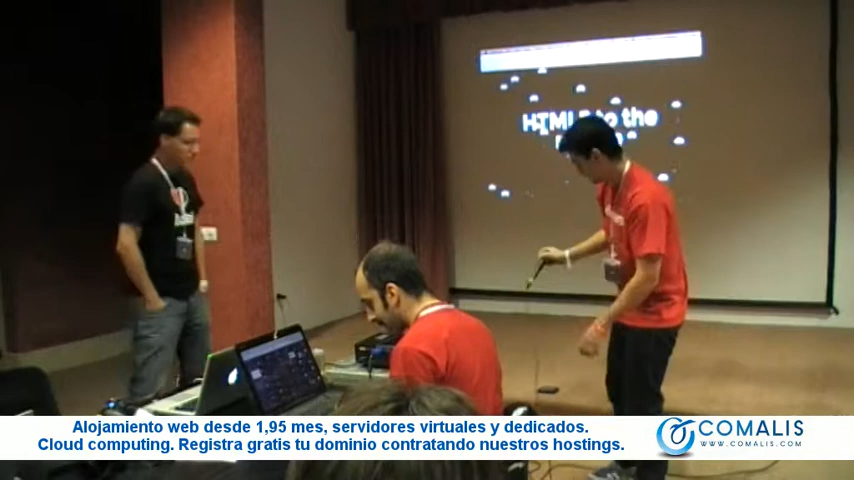 HTML5 to the
Alojamiento web desde 1,95 mes, servidores virtuales y dedicados.
Cloud computing. Registra gratis tu dominio contratando nuestros hostings.
COMALIS
WWW.COMALIS.COM